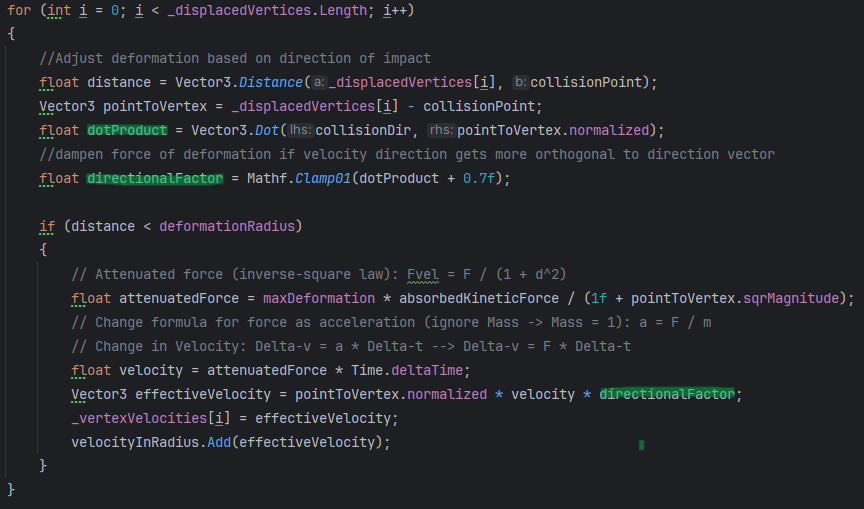 for (int i = 0; i < _displacedVertices.Length; i++)
{
//Adjust deformation based on direction of impact
float distance = Vector3.Distance(a: _displacedVertices[i], b: collisionPoint);
Vector3 pointToVertex = _displacedVertices[i] - collisionPoint;
float dotProduct = Vector3.Dot(lhs: collisionDir, rhs: pointToVertex.normalized);
//dampen force of deformation if velocity direction gets more orthogonal to direction vector
float directionalFactor = Mathf.Clamp01(dotProduct + 0.7f);
if (distance < deformationRadius)
{
// Attenuated force (inverse-square law): Fvel = F / (1 + d^2)
float attenuatedForce = maxDeformation * absorbedKineticForce / (1f + pointToVertex.sqrMagnitude);
// Change formula for force as acceleration (ignore Mass -> Mass = 1): a = F / m
// Change in Velocity: Delta-v = a * Delta-t --> Delta-v = F * Delta-t
float velocity = attenuatedForce * Time.deltaTime;
Vector3 effectiveVelocity = pointToVertex.normalized * velocity * directionalFactor;
_vertexVelocities[i] = effectiveVelocity;
velocityInRadius.Add(effectiveVelocity);
}
}